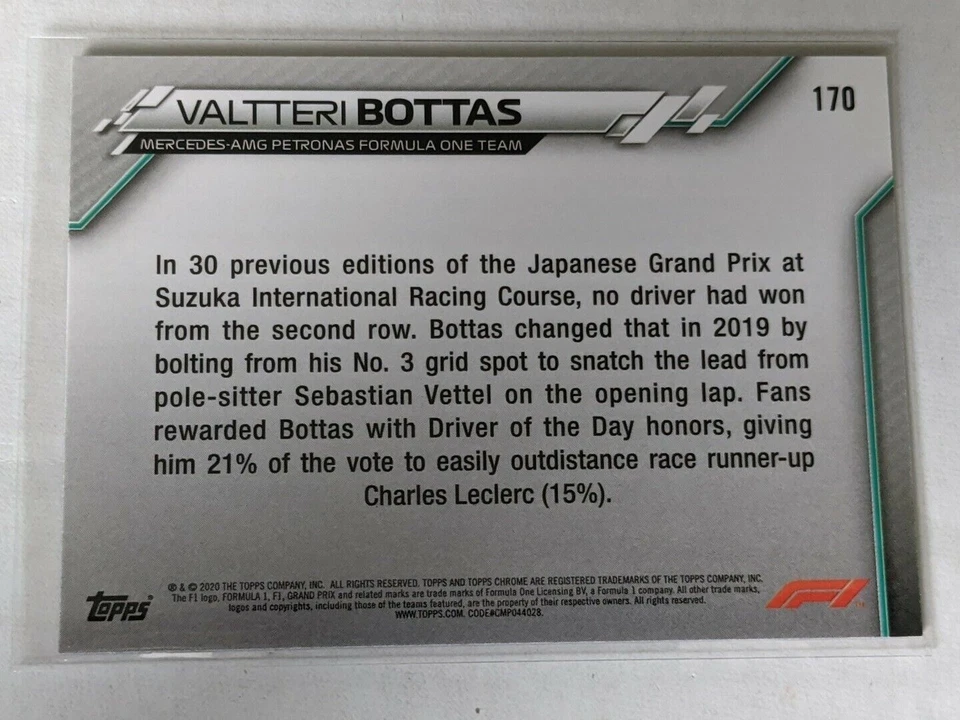 VALTTERI BOTTAS
170
MERCEDES-AMG PETRONAS FORMULA ONE TEAM
In 30 previous editions of the Japanese Grand Prix at
Suzuka International Racing Course, no driver had won
from the second row. Bottas changed that in 2019 by
bolting from his No. 3 grid spot to snatch the lead from
pole-sitter Sebastian Vettel on the opening lap. Fans
rewarded Bottas with Driver of the Day honors, giving
him 21% of the vote to easily outdistance race runner-up
Charles Leclerc (15%).
® & © 2020 THE TOPPS COMPANY, INC. ALL RIGHTS RESERVED. TOPPS AND TOPPS CHROME ARE REGISTERED TRADEMARKS OF THE TOPPS COMPANY, INC.
The F1 logo, FORMULA 1, F1, GRAND PRIX and related marks are trade marks of Formula One Licensing BV, a Formula 1 company. All other trade marks,
logos and copyrights, including those of the teams featured, are the property of their respective owners. All rights reserved.
WWW.TOPPS.COM. CODE#CMP044028.
Topps®
F1™